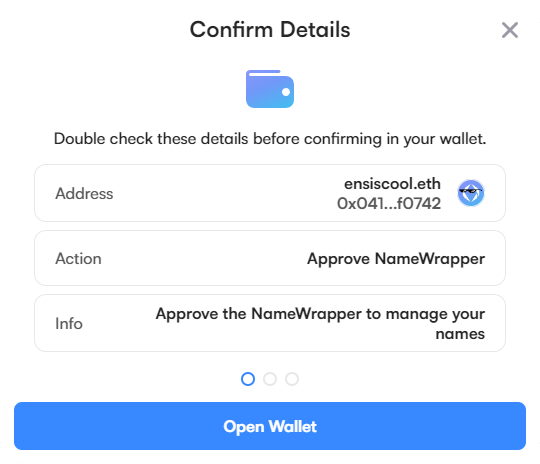 Confirm Details
Double check these details before confirming in your wallet.
Address
ensiscool.eth
0x041...f0742
Action
Approve NameWrapper
Info
Approve the NameWrapper to manage your
names
Open Wallet